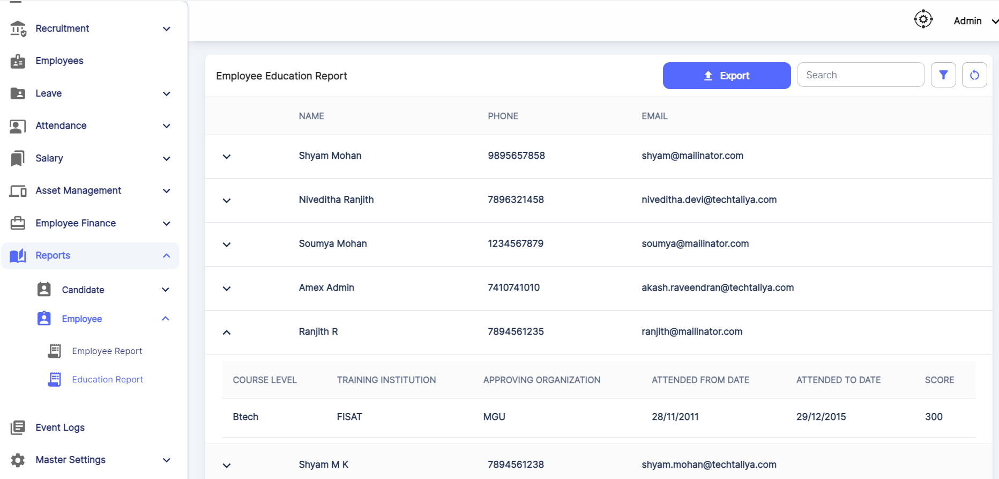 Recruitment
Employees
Leave
Attendance
Salary
Asset Management
Employee Finance
Reports
Candidate
Employee
Employee Report
Education Report
Event Logs
Master Settings
Admin
Employee Education Report
Export
Search
NAME PHONE EMAIL
Shyam Mohan 9895657858 shyam@mailinator.com
Niveditha Ranjith 7896321458 niveditha.devi@techtaliya.com
Soumya Mohan 1234567879 soumya@mailinator.com
Amex Admin 7410741010 akash.raveendran@techtaliya.com
Ranjith R 7894561235 ranjith@mailinator.com
COURSE LEVEL TRAINING INSTITUTION APPROVING ORGANIZATION ATTENDED FROM DATE ATTENDED TO DATE SCORE
Btech FISAT MGU 28/11/2011 29/12/2015 300
Shyam M K 7894561238 shyam.mohan@techtaliya.com